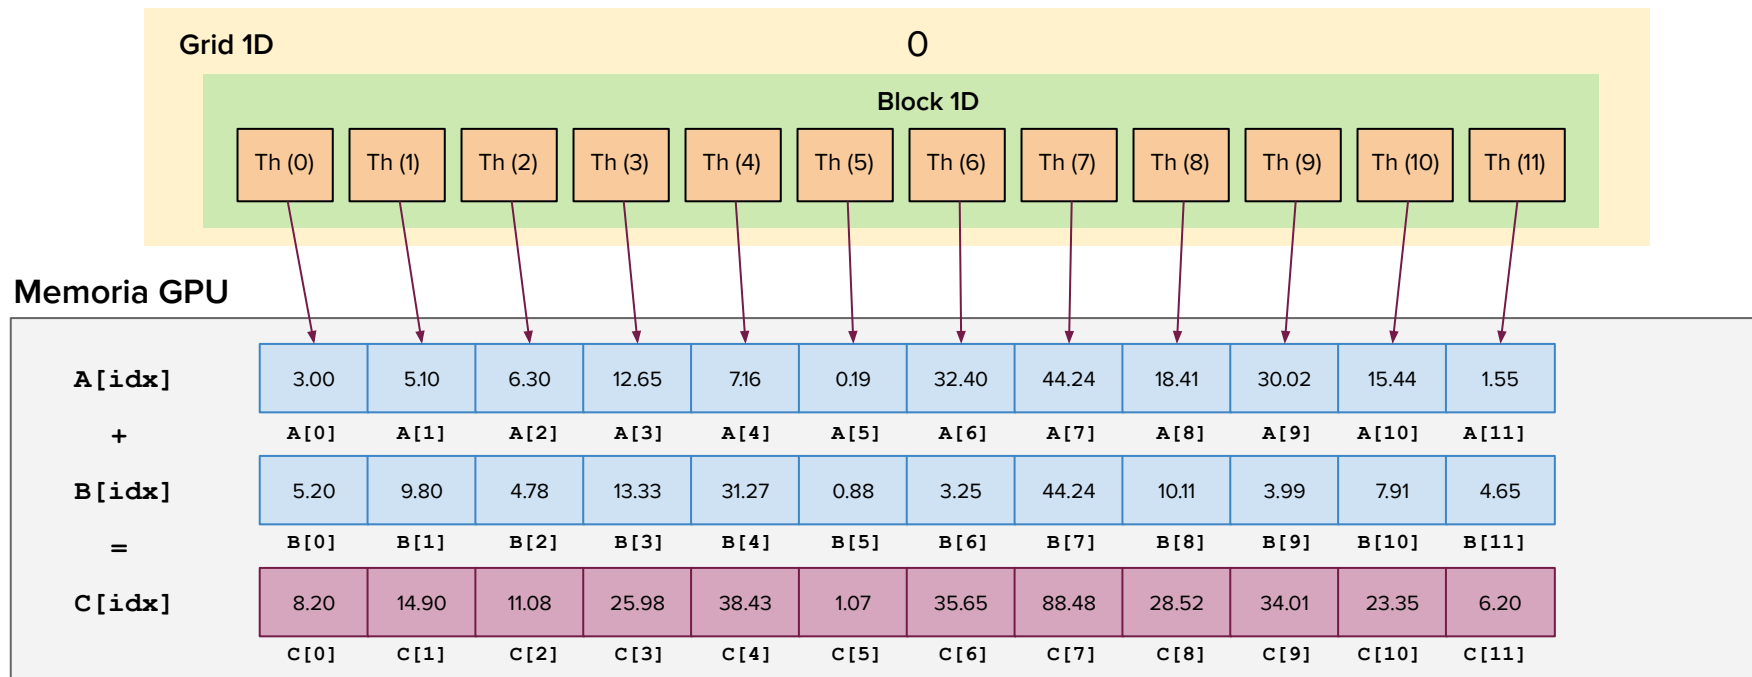 Grid 1D 0
Block 1D
Th (0) Th (1) Th (2) Th (3) Th (4) Th (5) Th (6) Th (7) Th (8) Th (9) Th (10) Th (11)
Memoria GPU
A[idx] 3.00 5.10 6.30 12.65 7.16 0.19 32.40 44.24 18.41 30.02 15.44 1.55
+ A[0] A[1] A[2] A[3] A[4] A[5] A[6] A[7] A[8] A[9] A[10] A[11]
B[idx] 5.20 9.80 4.78 13.33 31.27 0.88 3.25 44.24 10.11 3.99 7.91 4.65
= B[0] B[1] B[2] B[3] B[4] B[5] B[6] B[7] B[8] B[9] B[10] B[11]
C[idx] 8.20 14.90 11.08 25.98 38.43 1.07 35.65 88.48 28.52 34.01 23.35 6.20
C[0] C[1] C[2] C[3] C[4] C[5] C[6] C[7] C[8] C[9] C[10] C[11]